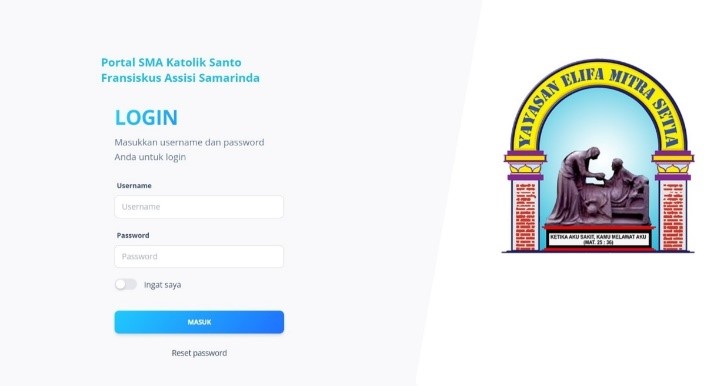 Portal SMA Katolik Santo
Fransiskus Assisi Samarinda
LOGIN
Masukkan username dan password
Anda untuk login
Username
Username
Password
Password
Ingat saya
MASUK
Reset password
YAYASAN ELIFA MITRA SETIA
KETIKA AKU SAKIT, KAMU MELAWAT AKU
(MAT. 25 : 36)